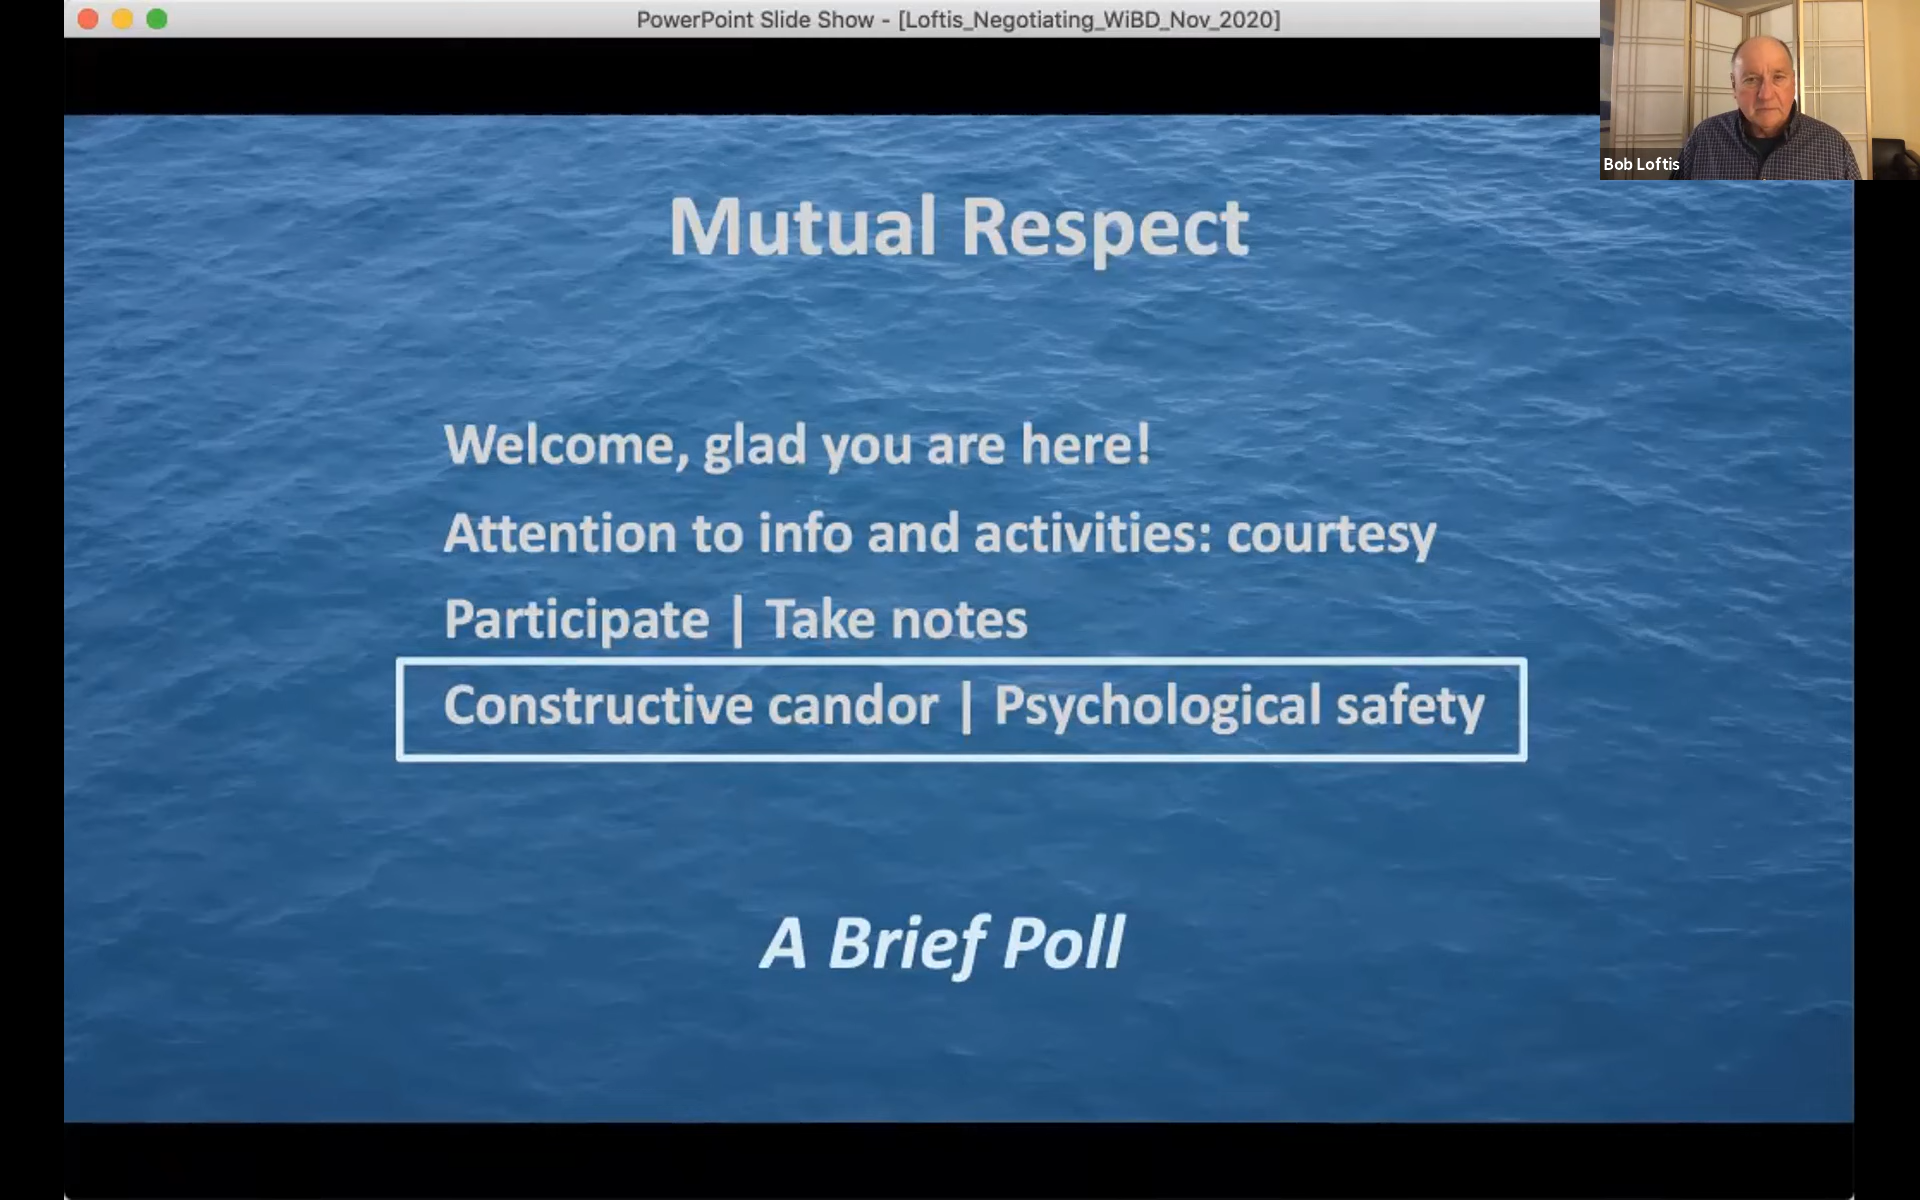 PowerPoint Slide Show - [Loftis_Negotiating_WiBD_Nov_2020]
Bob Loftis
Mutual Respect
Welcome, glad you are here!
Attention to info and activities: courtesy
Participate | Take notes
Constructive candor | Psychological safety
A Brief Poll